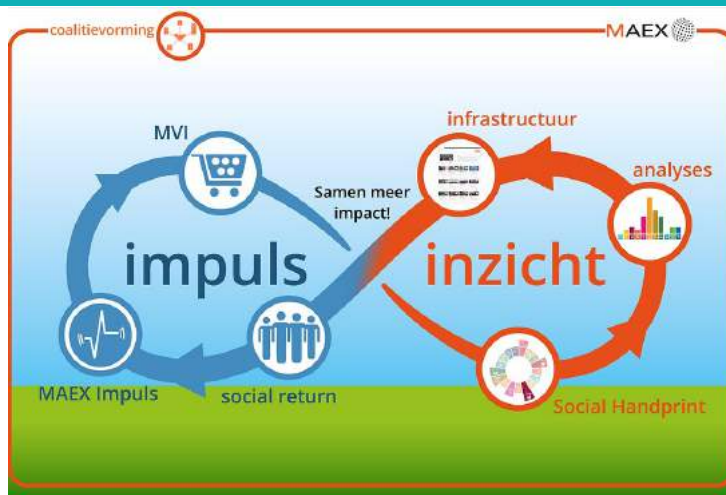 coalitievorming
MAEX
MVI
infrastructuur
analyses
Samen meer
impact!
impuls
inzicht
MAEX Impuls
social return
Social Handprint